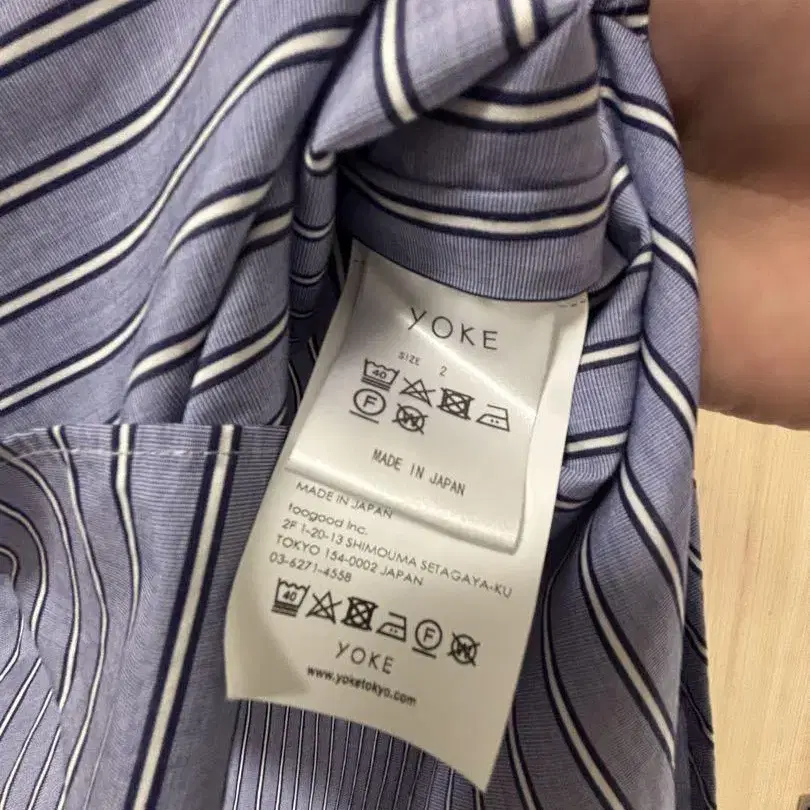 YOKE
SIZE 2
40
F
MADE IN JAPAN
MADE IN JAPAN
toogood Inc.
2F 1-20-13 SHIMOUMA SETAGAYA-KU
TOKYO 154-0002 JAPAN
03-6271-4558
40
F
YOKE
www.yoketokyo.com